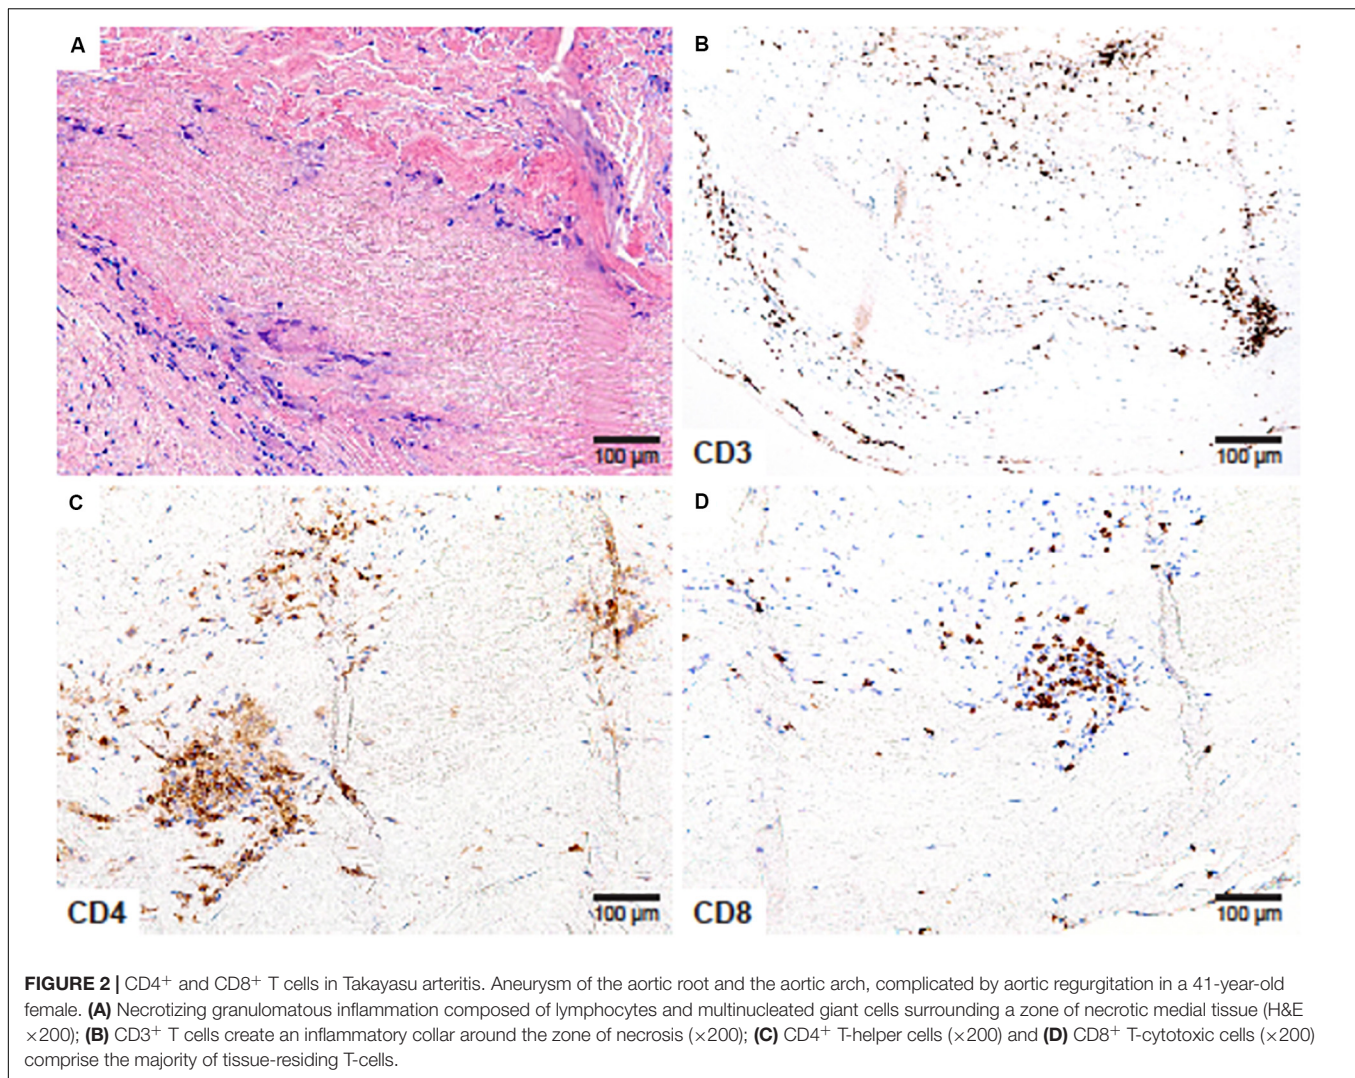 A
B
100 µm
CD3
100 µm
C
D
CD4
100 µm
CD8
100 µm
FIGURE 2 | CD4+ and CD8+ T cells in Takayasu arteritis. Aneurysm of the aortic root and the aortic arch, complicated by aortic regurgitation in a 41-year-old
female. (A) Necrotizing granulomatous inflammation composed of lymphocytes and multinucleated giant cells surrounding a zone of necrotic medial tissue (H&E
×200); (B) CD3+ T cells create an inflammatory collar around the zone of necrosis (×200); (C) CD4+ T-helper cells (×200) and (D) CD8+ T-cytotoxic cells (×200)
comprise the majority of tissue-residing T-cells.